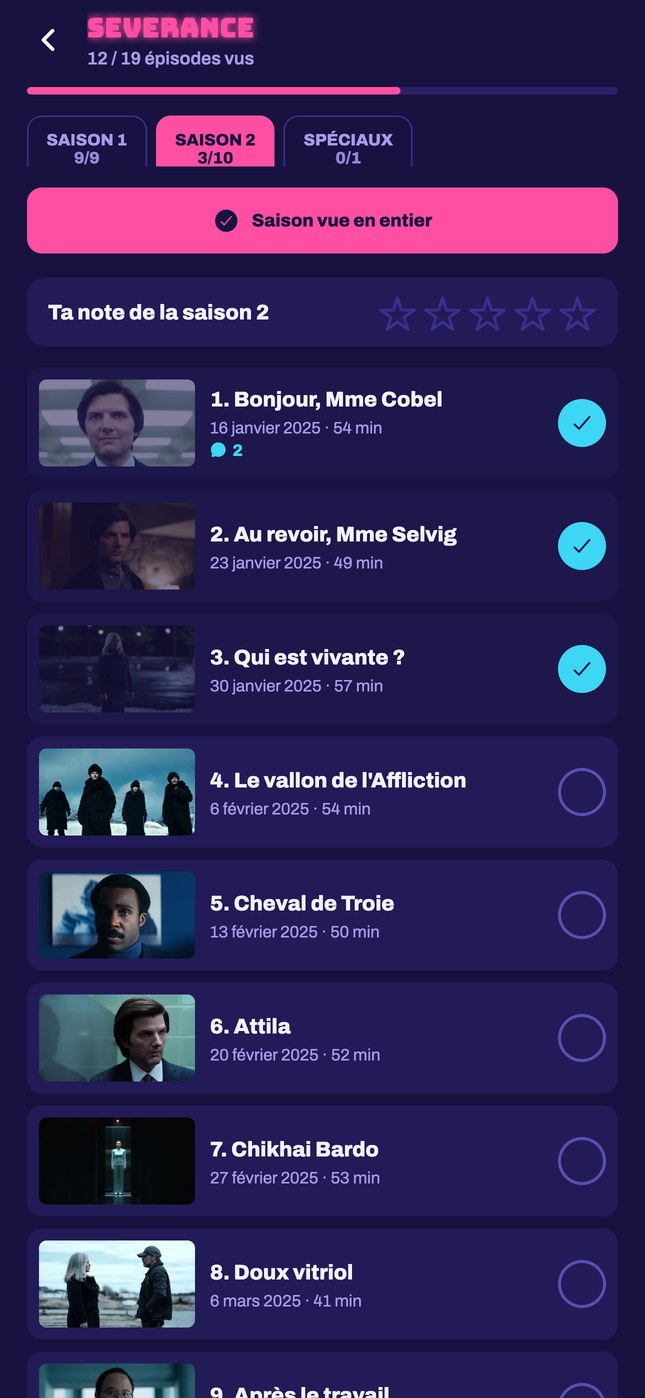 SEVERANCE
12 / 19 épisodes vus
SAISON 1
9/9
SAISON 2
3/10
SPÉCIAUX
0/1
Saison vue en entier
Ta note de la saison 2
1. Bonjour, Mme Cobel
16 janvier 2025 · 54 min
2
2. Au revoir, Mme Selvig
23 janvier 2025 · 49 min
3. Qui est vivante ?
30 janvier 2025 · 57 min
4. Le vallon de l'Affliction
6 février 2025 · 54 min
5. Cheval de Troie
13 février 2025 · 50 min
6. Attila
20 février 2025 · 52 min
7. Chikhai Bardo
27 février 2025 · 53 min
8. Doux vitriol
6 mars 2025 · 41 min
9. Après le travail